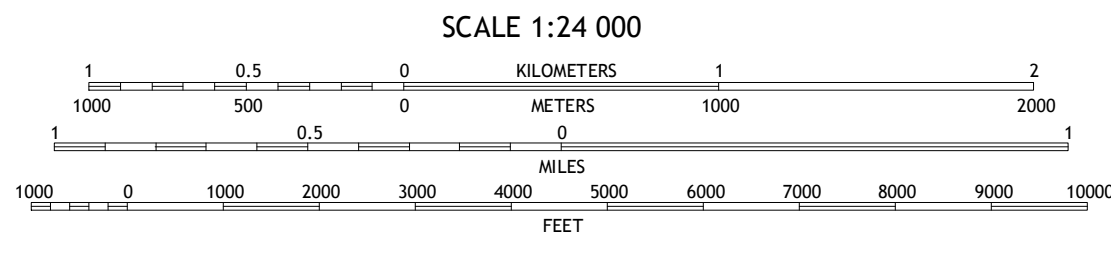 SCALE 1:24 000
1 0.5 0 KILOMETERS 1 2
1000 500 0 METERS 1000 2000
1 0.5 0 1
MILES
1000 0 1000 2000 3000 4000 5000 6000 7000 8000 9000 10000
FEET